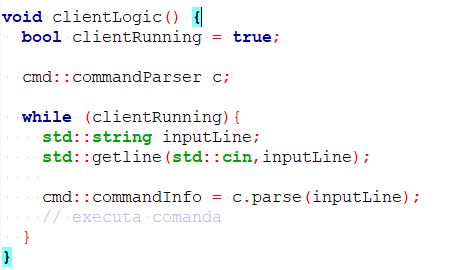 void clientLogic() {
bool clientRunning = true;
cmd::commandParser c;
while (clientRunning){
std::string inputLine;
std::getline(std::cin,inputLine);
cmd::commandInfo = c.parse(inputLine);
// executa comanda
}
}